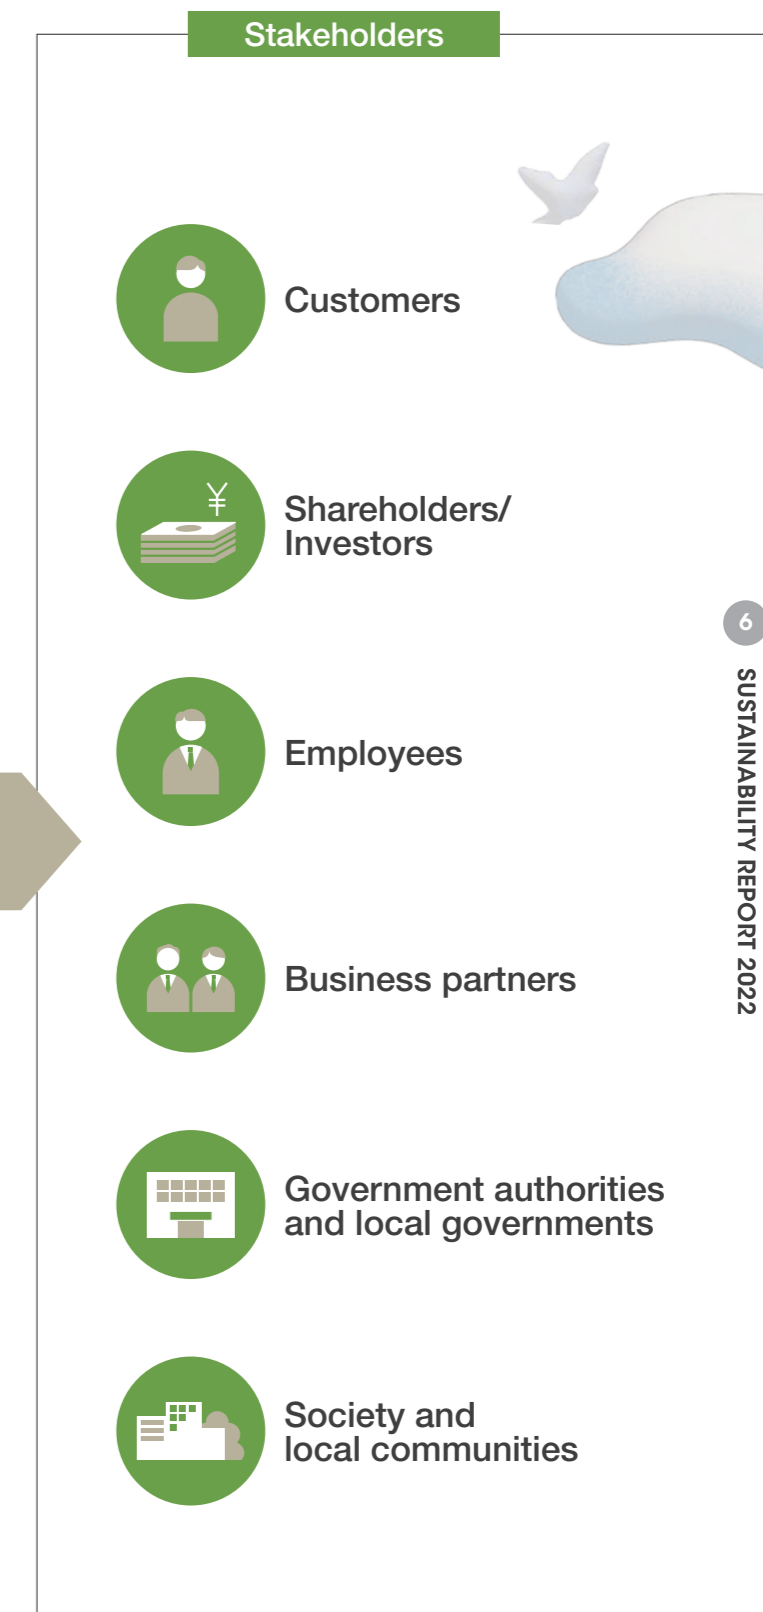 Stakeholders
Customers
¥
Shareholders/
Investors
Employees
Business partners
Government authorities
and local governments
Society and
local communities
6
SUSTAINABILITY REPORT 2022